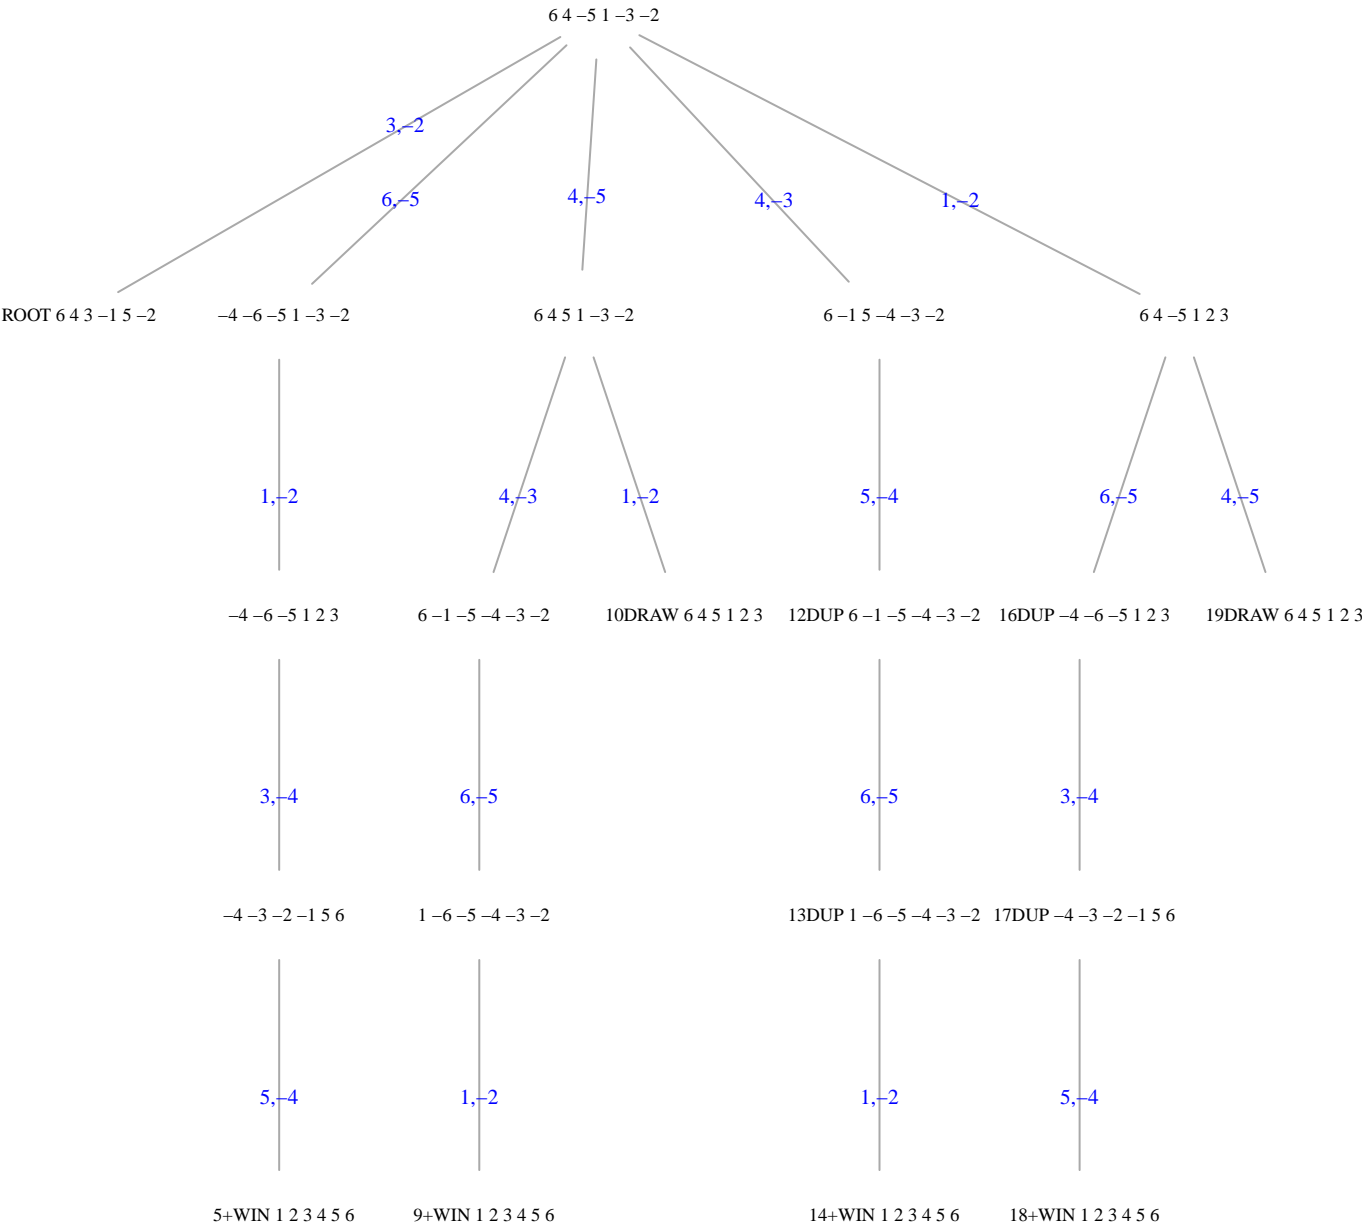 6 4 –5 1 –3 –2
3,–2
6,–5
4,–5
4,–3
1,–2
ROOT 6 4 3 –1 5 –2
–4 –6 –5 1 –3 –2
6 4 5 1 –3 –2
6 –1 5 –4 –3 –2
6 4 –5 1 2 3
1,–2
4,–3
1,–2
5,–4
6,–5
4,–5
–4 –6 –5 1 2 3
6 –1 –5 –4 –3 –2
10DRAW 6 4 5 1 2 3
12DUP 6 –1 –5 –4 –3 –2
16DUP –4 –6 –5 1 2 3
19DRAW 6 4 5 1 2 3
3,–4
6,–5
6,–5
3,–4
–4 –3 –2 –1 5 6
1 –6 –5 –4 –3 –2
13DUP 1 –6 –5 –4 –3 –2
17DUP –4 –3 –2 –1 5 6
5,–4
1,–2
1,–2
5,–4
5+WIN 1 2 3 4 5 6
9+WIN 1 2 3 4 5 6
14+WIN 1 2 3 4 5 6
18+WIN 1 2 3 4 5 6